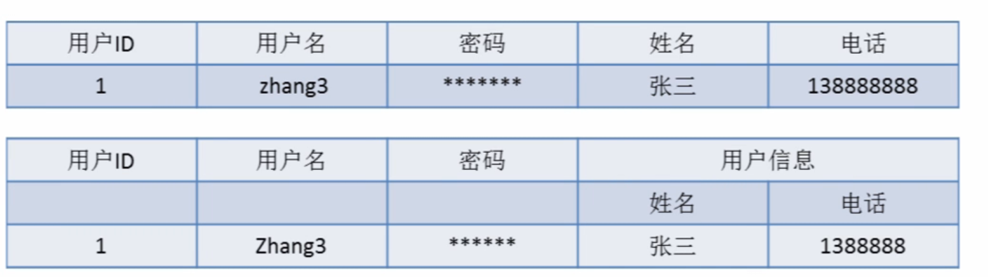 用户ID 用户名 密码 姓名 电话
1 zhang3 ******* 张三 138888888
用户ID 用户名 密码 用户信息
姓名 电话
1 Zhang3 ****** 张三 1388888